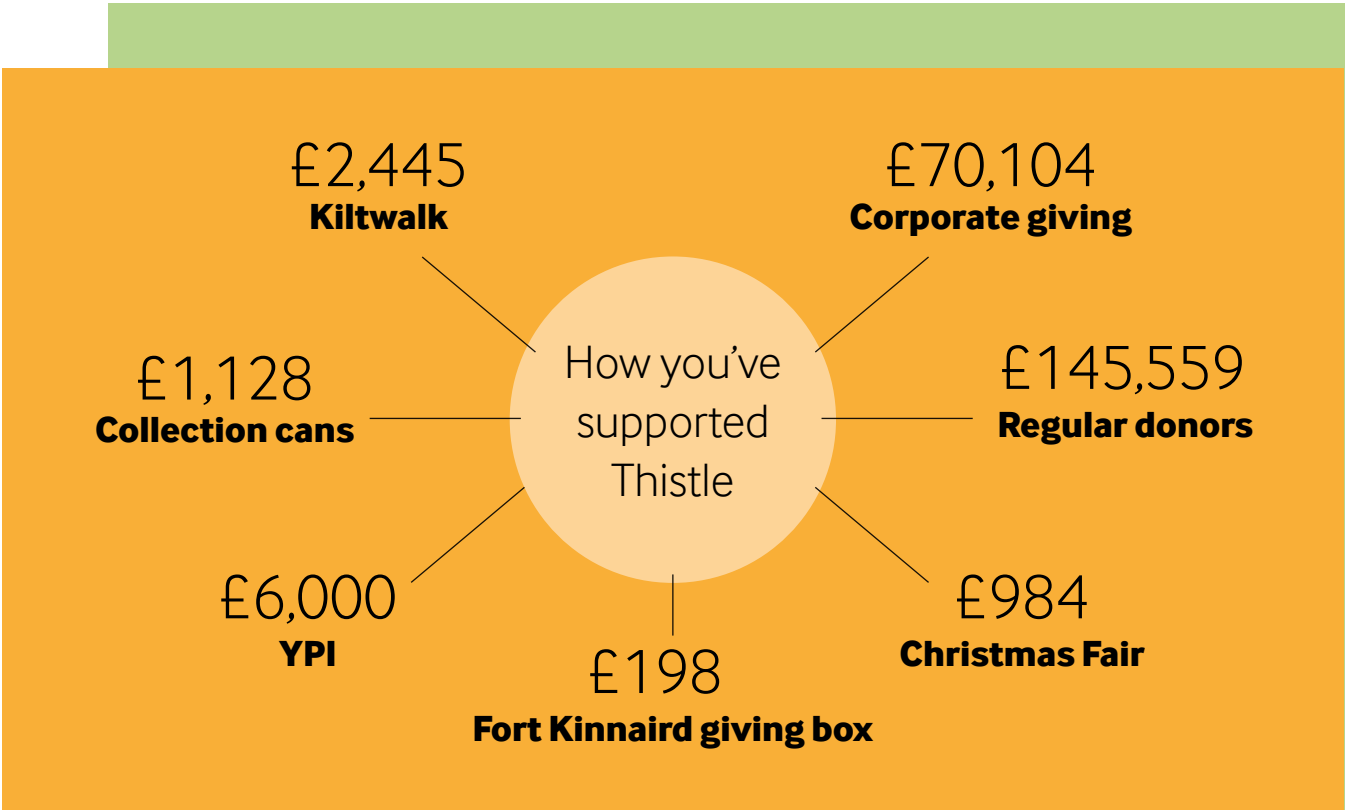 £2,445
Kiltwalk
£70,104
Corporate giving
£1,128
Collection cans
How you’ve
supported
Thistle
£145,559
Regular donors
£6,000
YPI
£198
Fort Kinnaird giving box
£984
Christmas Fair